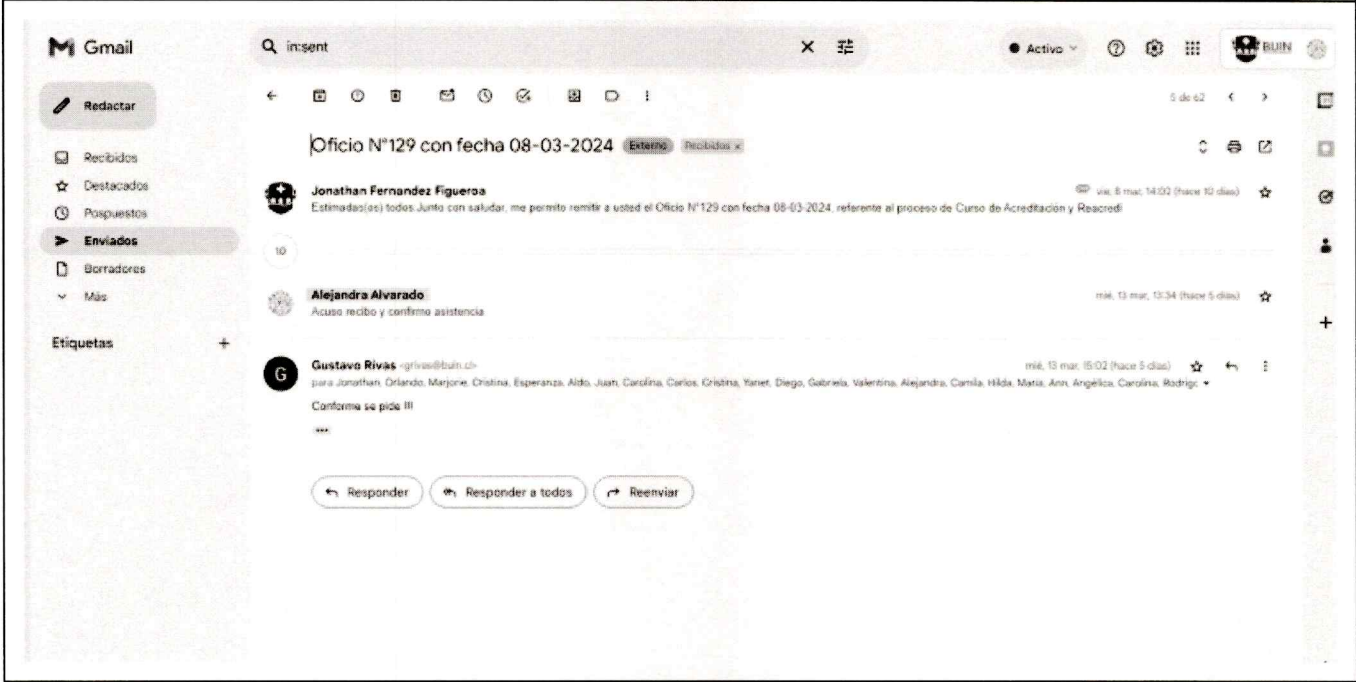 Gmail
in:sent
Activo
BUIN
Redactar
5 de 62
Oficio N°129 con fecha 08-03-2024 Externo Recibidos x
Recibidos
Destacados
Pospuestos
Enviados
Borradores
Más
Etiquetas +
Jonathan Fernandez Figueroa
vie, 8 mar, 14:02 (hace 10 días)
Estimadas(os) todos Junto con saludar, me permito remitir a usted el Oficio N°129 con fecha 08-03-2024, referente al proceso de Curso de Acreditación y Reacredi
10
Alejandra Alvarado
mié, 13 mar, 13:34 (hace 5 días)
Acuso recibo y confirmo asistencia
G
Gustavo Rivas <grivas@buin.cl>
mié, 13 mar, 15:02 (hace 5 días)
para Jonathan, Orlando, Marjorie, Cristina, Esperanza, Aldo, Juan, Carolina, Carlos, Cristina, Yanet, Diego, Gabriela, Valentina, Alejandra, Camila, Hilda, Maria, Ann, Angélica, Carolina, Rodrigc
Conforme se pide !!!
Responder
Responder a todos
Reenviar